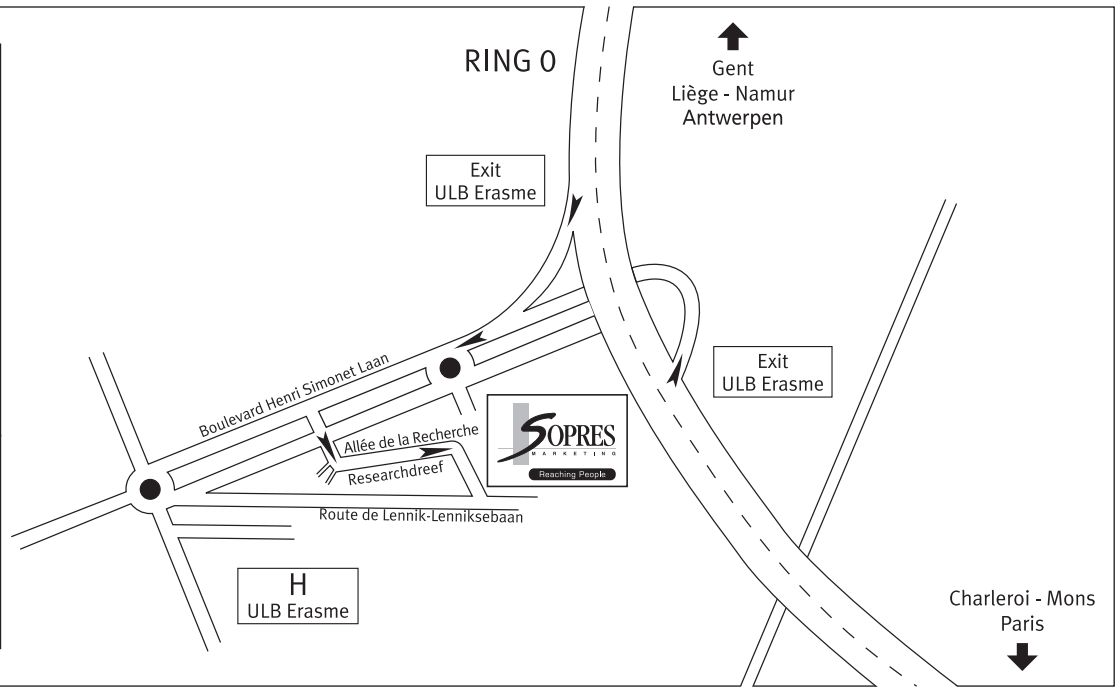 RING 0
Gent
Liège - Namur
Antwerpen
Exit
ULB Erasme
Exit
ULB Erasme
Boulevard Henri Simonet Laan
Allée de la Recherche
Researchdreef
SOPRES
MARKETING
Reaching People
Route de Lennik-Lenniksebaan
H
ULB Erasme
Charleroi - Mons
Paris